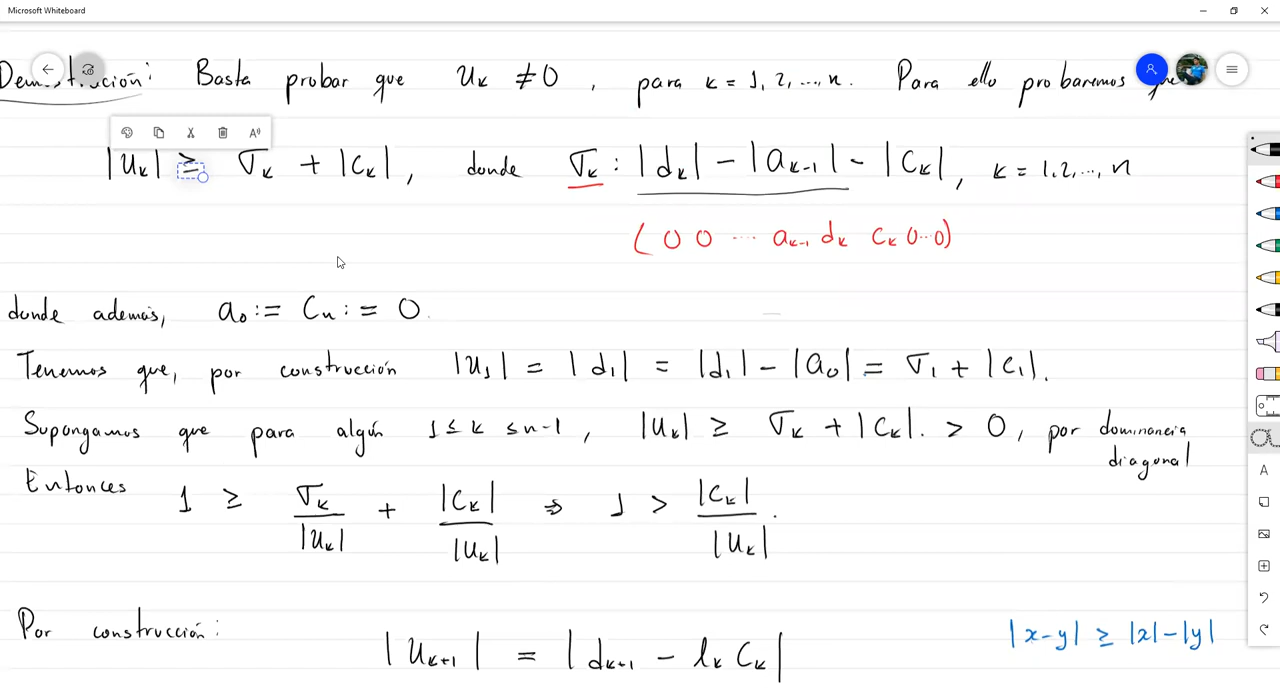 Microsoft Whiteboard
Demostración: Basta probar que u_k ≠ 0, para k = 1, 2, ..., n. Para ello probaremos que
|u_k| ≥ σ_k + |c_k|, donde σ_k : |d_k| - |a_{k-1}| - |c_k|, k = 1, 2, ..., n
(0 0 ... a_{k-1} d_k c_k 0...0)
donde además, a_0 := c_n := 0.
Tenemos que, por construcción |u_1| = |d_1| = |d_1| - |a_0| = σ_1 + |c_1|.
Supongamos que para algún 1 ≤ k ≤ n-1, |u_k| ≥ σ_k + |c_k|. > 0, por dominancia
diagonal
Entonces 1 ≥ σ_k/|u_k| + |c_k|/|u_k| ⇒ 1 > |c_k|/|u_k|.
Por construcción:
|u_{k+1}| = |d_{k+1} - l_k c_k|
|x-y| ≥ |x|-|y|